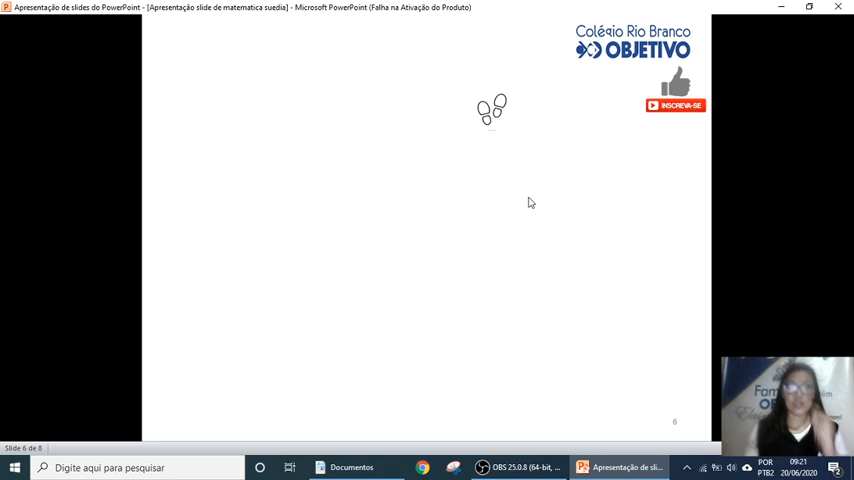 Apresentação de slides do PowerPoint - [Apresentação slide de matematica suedia] - Microsoft PowerPoint (Falha na Ativação do Produto)
Colégio Rio Branco
OBJETIVO
INSCREVA-SE
6
Slide 6 de 8
Digite aqui para pesquisar
Documentos
OBS 25.0.8 (64-bit, ...
Apresentação de sli...
POR
PTB2
09:21
20/06/2020
2